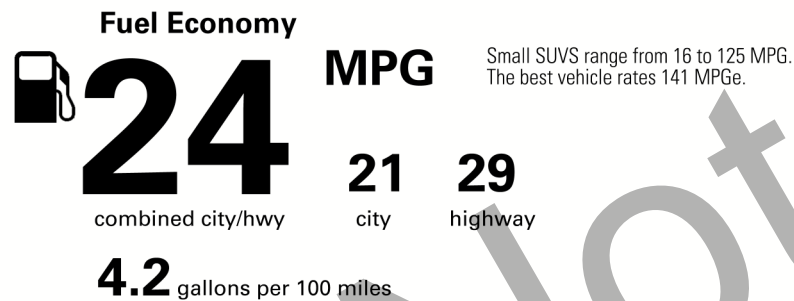 Fuel Economy
24 MPG
Small SUVS range from 16 to 125 MPG.
The best vehicle rates 141 MPGe.
21 29
combined city/hwy city highway
4.2 gallons per 100 miles
Not